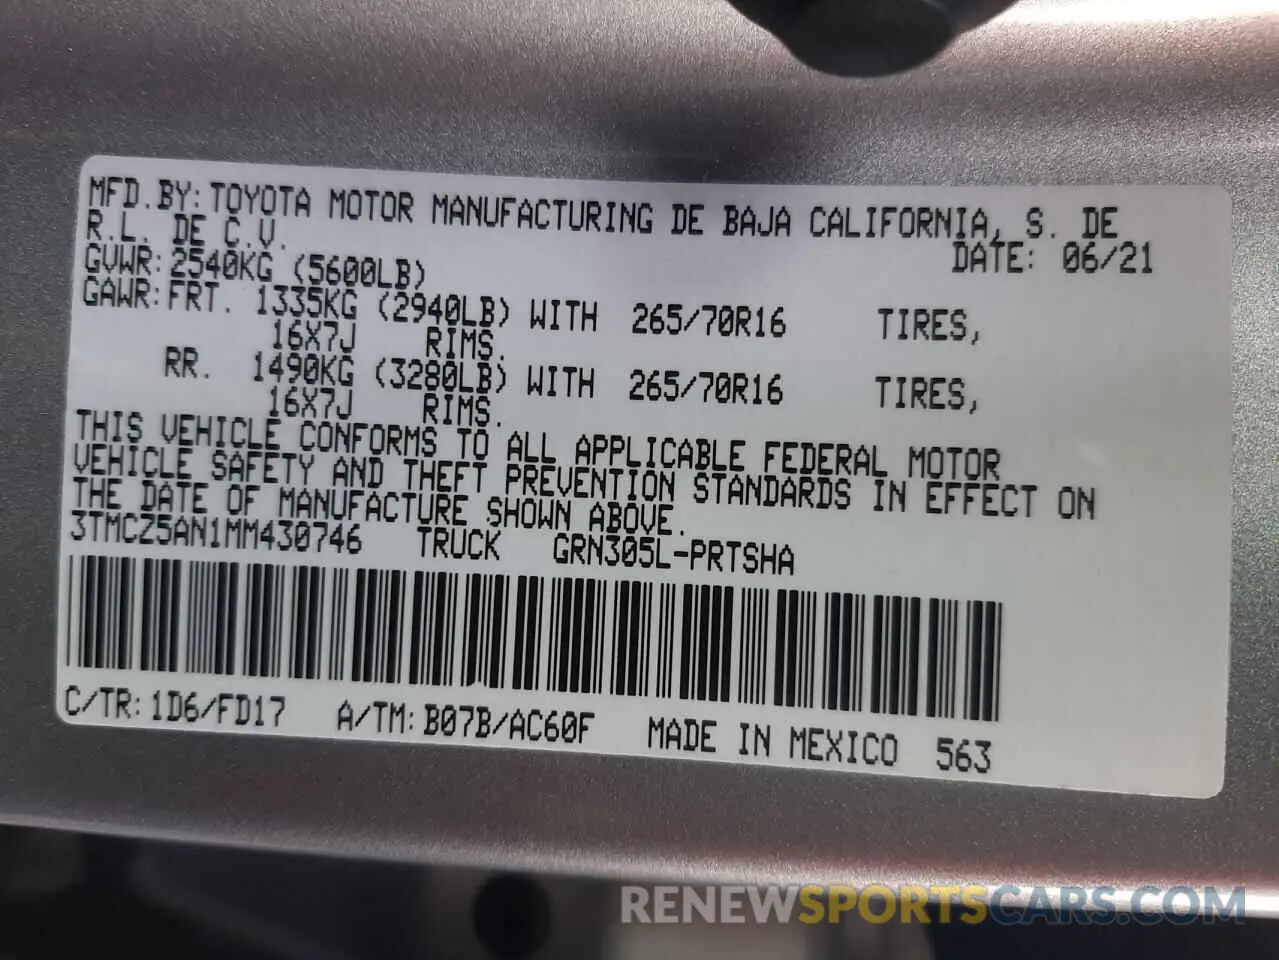 MFD.BY:TOYOTA MOTOR MANUFACTURING DE BAJA CALIFORNIA, S. DE
R.L. DE C.V. DATE: 06/21
GVWR:2540KG (5600LB)
GAWR:FRT. 1335KG (2940LB) WITH 265/70R16 TIRES,
16X7J RIMS.
RR. 1490KG (3280LB) WITH 265/70R16 TIRES,
16X7J RIMS.
THIS VEHICLE CONFORMS TO ALL APPLICABLE FEDERAL MOTOR
VEHICLE SAFETY AND THEFT PREVENTION STANDARDS IN EFFECT ON
THE DATE OF MANUFACTURE SHOWN ABOVE.
3TMCZ5AN1MM430746 TRUCK GRN305L-PRTSHA
C/TR:1D6/FD17 A/TM:B07B/AC60F MADE IN MEXICO 563
RENEWSPORTSCARS.COM